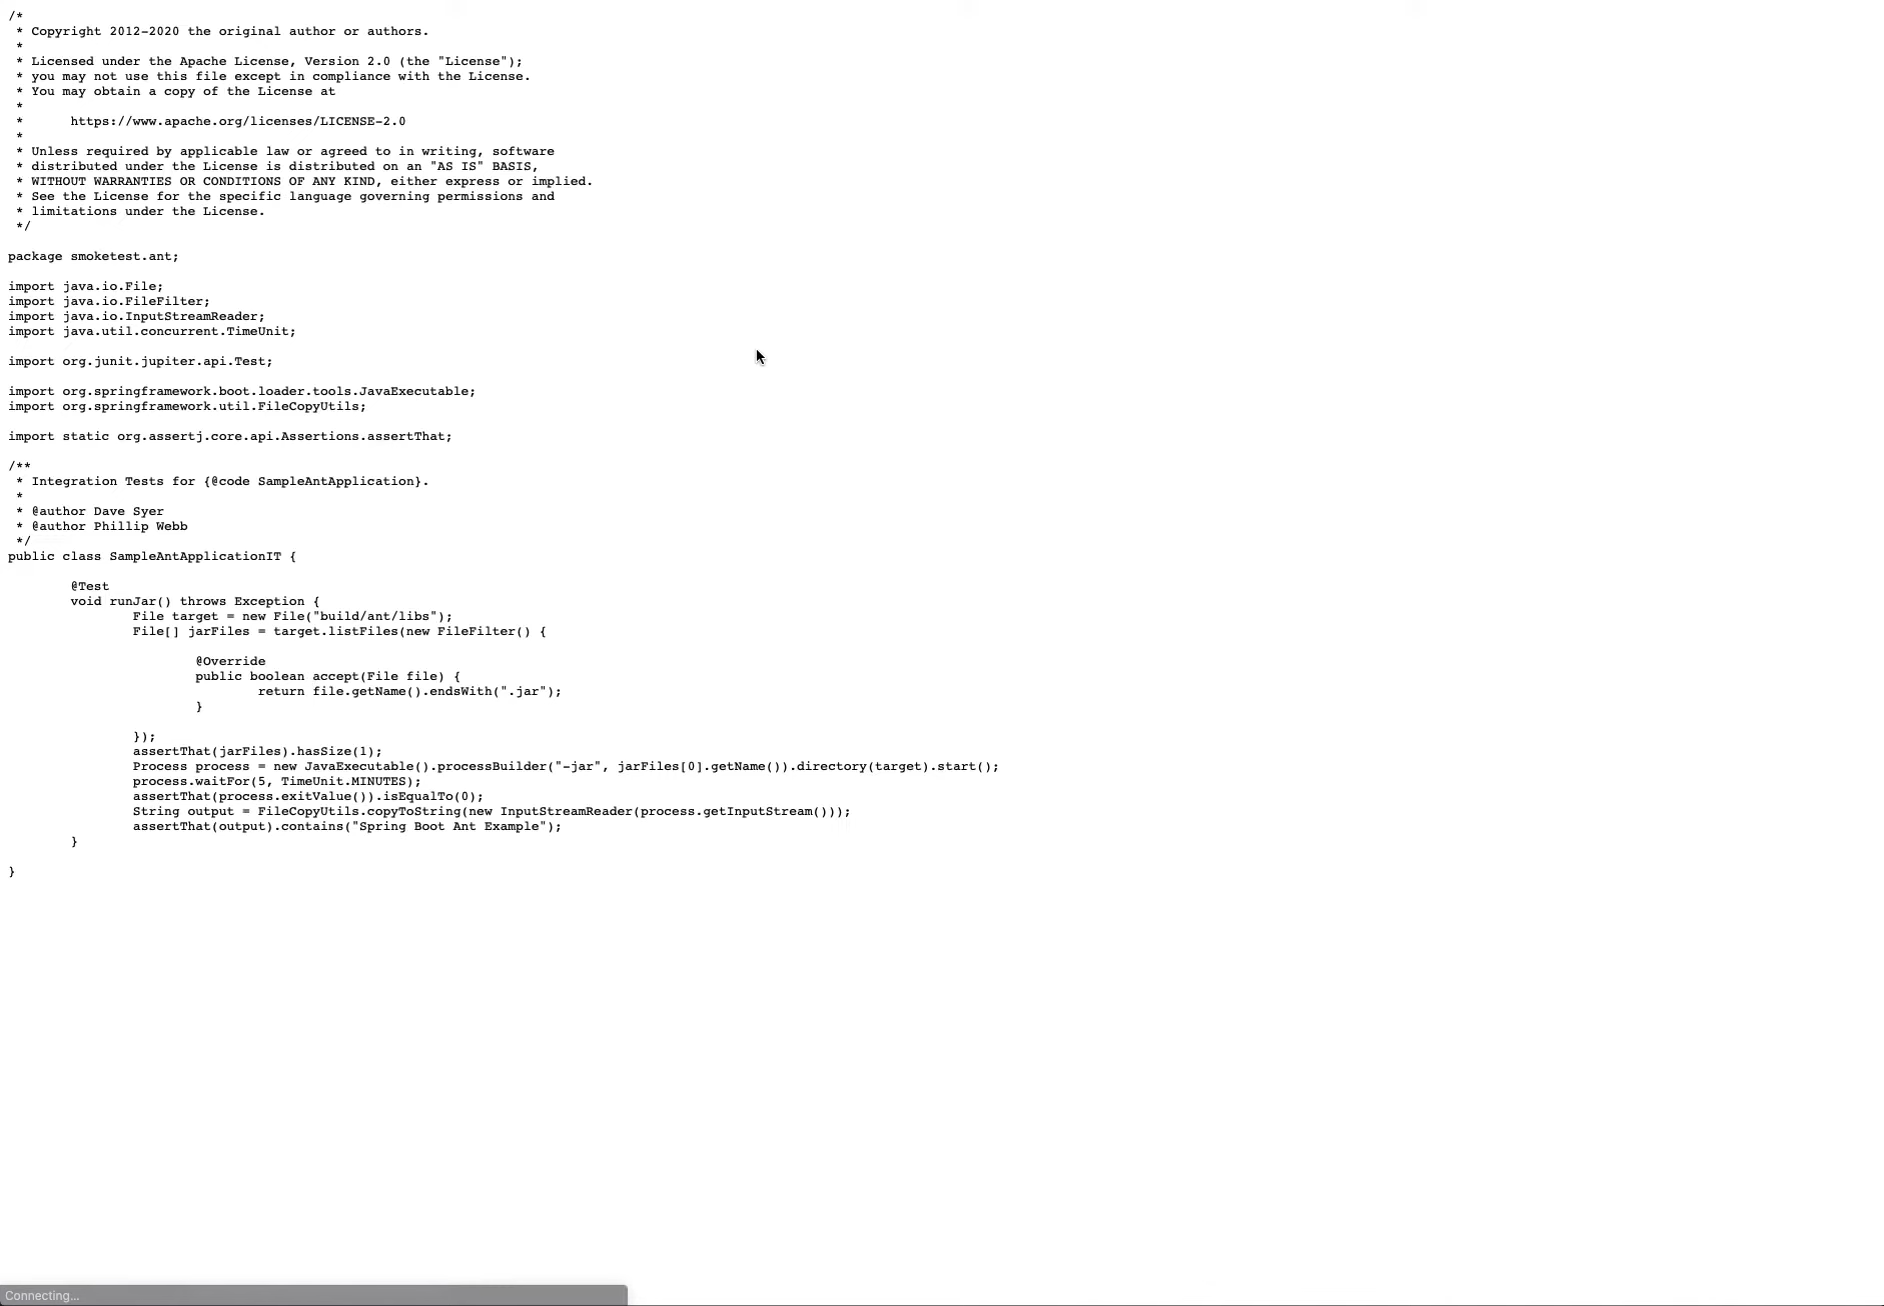 /*
 * Copyright 2012-2020 the original author or authors.
 *
 * Licensed under the Apache License, Version 2.0 (the "License");
 * you may not use this file except in compliance with the License.
 * You may obtain a copy of the License at
 *
 *      https://www.apache.org/licenses/LICENSE-2.0
 *
 * Unless required by applicable law or agreed to in writing, software
 * distributed under the License is distributed on an "AS IS" BASIS,
 * WITHOUT WARRANTIES OR CONDITIONS OF ANY KIND, either express or implied.
 * See the License for the specific language governing permissions and
 * limitations under the License.
 */

package smoketest.ant;

import java.io.File;
import java.io.FileFilter;
import java.io.InputStreamReader;
import java.util.concurrent.TimeUnit;

import org.junit.jupiter.api.Test;

import org.springframework.boot.loader.tools.JavaExecutable;
import org.springframework.util.FileCopyUtils;

import static org.assertj.core.api.Assertions.assertThat;

/**
 * Integration Tests for {@code SampleAntApplication}.
 *
 * @author Dave Syer
 * @author Phillip Webb
 */
public class SampleAntApplicationIT {

	@Test
	void runJar() throws Exception {
		File target = new File("build/ant/libs");
		File[] jarFiles = target.listFiles(new FileFilter() {

			@Override
			public boolean accept(File file) {
				return file.getName().endsWith(".jar");
			}

		});
		assertThat(jarFiles).hasSize(1);
		Process process = new JavaExecutable().processBuilder("-jar", jarFiles[0].getName()).directory(target).start();
		process.waitFor(5, TimeUnit.MINUTES);
		assertThat(process.exitValue()).isEqualTo(0);
		String output = FileCopyUtils.copyToString(new InputStreamReader(process.getInputStream()));
		assertThat(output).contains("Spring Boot Ant Example");
	}

}
Connecting...